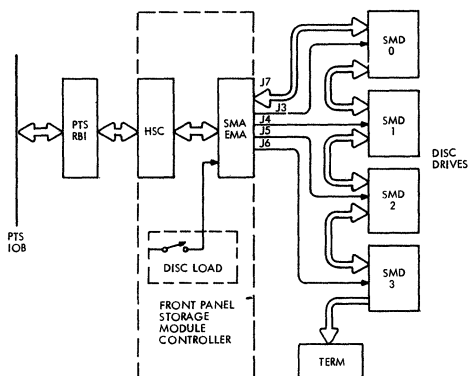 SMD
0
J7
J3
PTS
RBI
HSC
SMA
EMA
J4
J5
J6
SMD
1
DISC
DRIVES
SMD
2
PTS
IOB
DISC LOAD
SMD
3
FRONT PANEL
STORAGE
MODULE
CONTROLLER
TERM